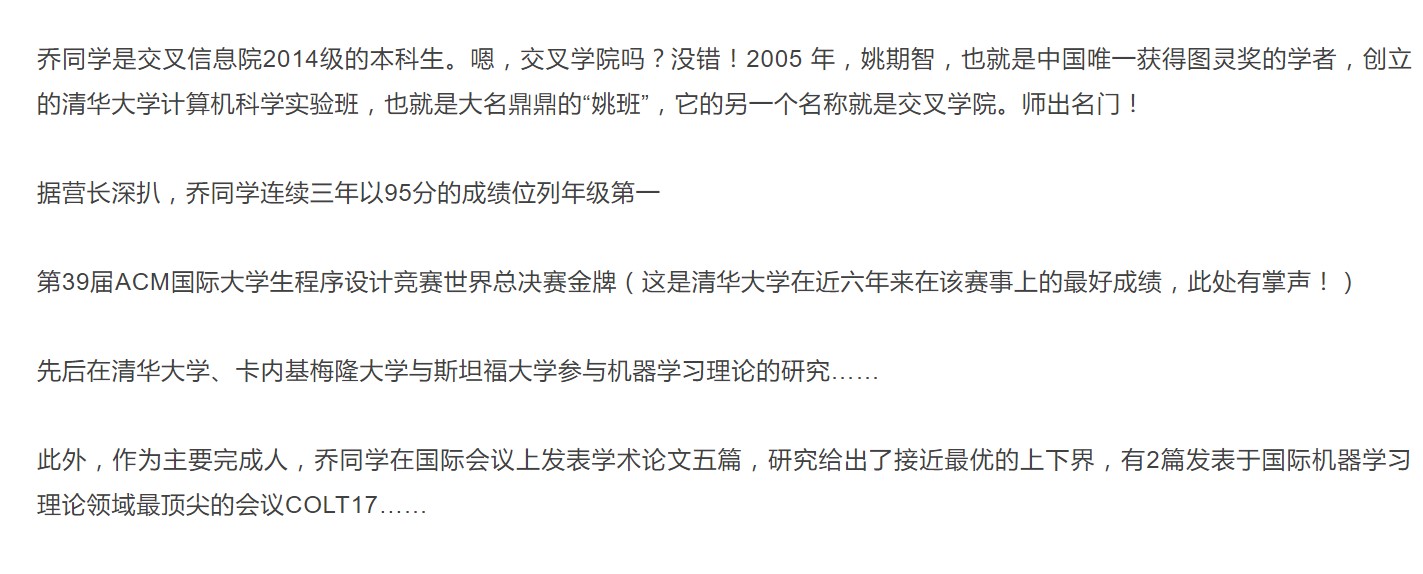 乔同学是交叉信息院2014级的本科生。嗯，交叉学院吗？没错！2005 年，姚期智，也就是中国唯一获得图灵奖的学者，创立
的清华大学计算机科学实验班，也就是大名鼎鼎的“姚班”，它的另一个名称就是交叉学院。师出名门！
据营长深扒，乔同学连续三年以95分的成绩位列年级第一
第39届ACM国际大学生程序设计竞赛世界总决赛金牌（这是清华大学在近六年来在该赛事上的最好成绩，此处有掌声！）
先后在清华大学、卡内基梅隆大学与斯坦福大学参与机器学习理论的研究……
此外，作为主要完成人，乔同学在国际会议上发表学术论文五篇，研究给出了接近最优的上下界，有2篇发表于国际机器学习
理论领域最顶尖的会议COLT17……